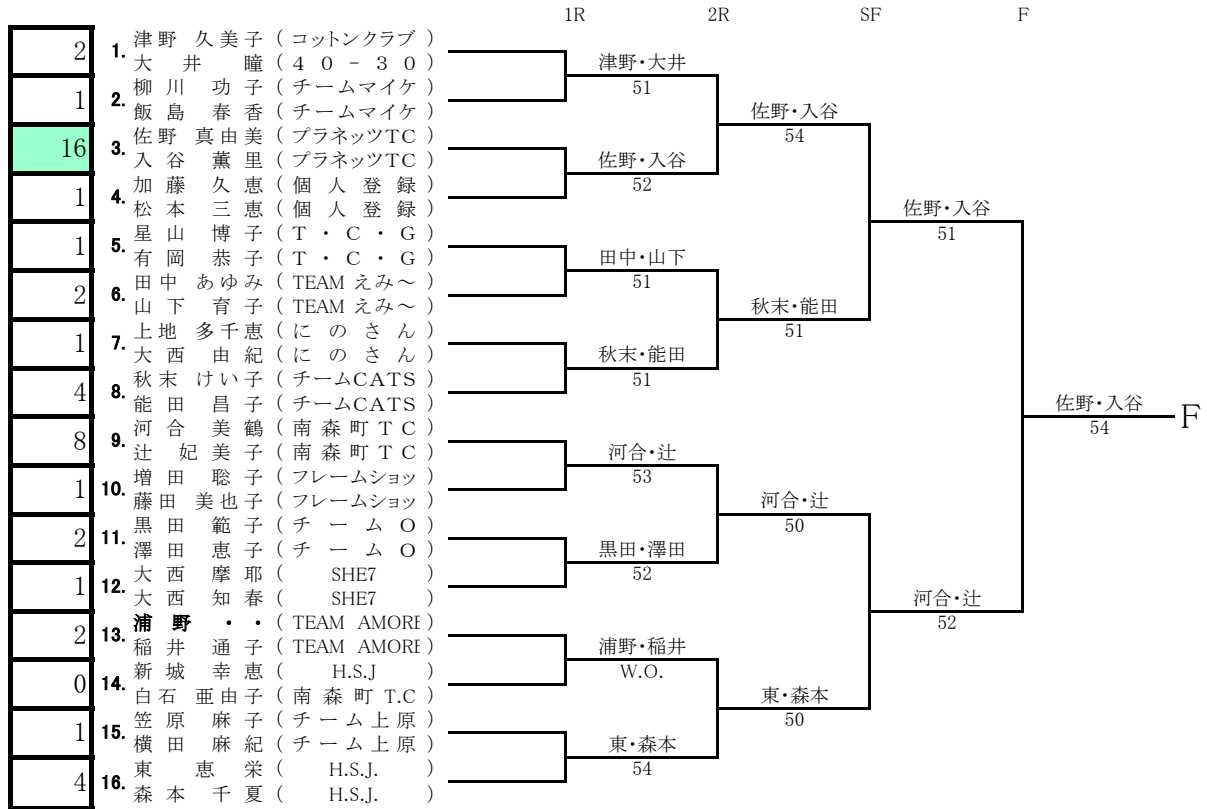 1R 2R SF F
2 1. 津野 久美子 ( コットンクラブ )
大井 瞳 ( 40-30 )
1 2. 柳川 功子 ( チームマイケ )
飯島 春香 ( チームマイケ )
16 3. 佐野 真由美 ( プラネッツTC )
入谷 薫里 ( プラネッツTC )
1 4. 加藤 久恵 ( 個人登録 )
松本 三恵 ( 個人登録 )
1 5. 星山 博子 ( T・C・G )
有岡 恭子 ( T・C・G )
2 6. 田中 あゆみ ( TEAM えみ～ )
山下 育子 ( TEAM えみ～ )
1 7. 上地 多千恵 ( にのさん )
大西 由紀 ( にのさん )
4 8. 秋末 けい子 ( チームCATS )
能田 昌子 ( チームCATS )
8 9. 河合 美鶴 ( 南森町TC )
辻 妃美子 ( 南森町TC )
1 10. 増田 聡子 ( フレームショッ )
藤田 美也子 ( フレームショッ )
2 11. 黒田 範子 ( チームO )
澤田 恵子 ( チームO )
1 12. 大西 摩耶 ( SHE7 )
大西 知春 ( SHE7 )
2 13. 浦野 ・・ ( TEAM AMORE )
稲井 通子 ( TEAM AMORE )
0 14. 新城 幸恵 ( H.S.J )
白石 亜由子 ( 南森町T.C )
1 15. 笠原 麻子 ( チーム上原 )
横田 麻紀 ( チーム上原 )
4 16. 東 恵栄 ( H.S.J. )
森本 千夏 ( H.S.J. )
津野・大井
51
佐野・入谷
52
田中・山下
51
秋末・能田
51
河合・辻
53
黒田・澤田
52
浦野・稲井
W.O.
東・森本
54
佐野・入谷
54
秋末・能田
51
河合・辻
50
東・森本
50
佐野・入谷
51
河合・辻
52
佐野・入谷
54
F